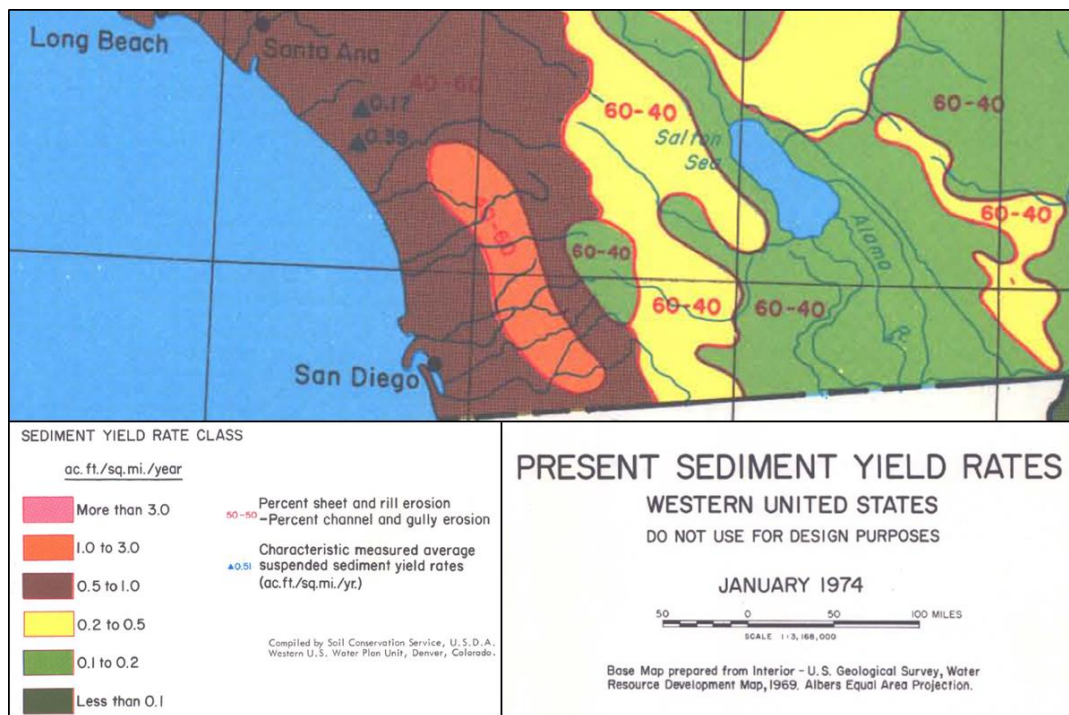 Long Beach
Santa Ana
40-60
0.17
0.39
60-40
Salton
Sea
60-40
60-40
40-60
60-40
Alamo
R.
60-40
60-40
San Diego
SEDIMENT YIELD RATE CLASS
ac. ft./sq. mi./year
More than 3.0
1.0 to 3.0
0.5 to 1.0
0.2 to 0.5
0.1 to 0.2
Less than 0.1
50-50 Percent sheet and rill erosion
-Percent channel and gully erosion
0.51 Characteristic measured average
suspended sediment yield rates
(ac.ft./sq.mi./yr.)
Compiled by Soil Conservation Service, U.S.D.A.
Western U.S. Water Plan Unit, Denver, Colorado.
PRESENT SEDIMENT YIELD RATES
WESTERN UNITED STATES
DO NOT USE FOR DESIGN PURPOSES
JANUARY 1974
50 0 50 100 MILES
SCALE 1:3,168,000
Base Map prepared from Interior - U.S. Geological Survey, Water
Resource Development Map, 1969. Albers Equal Area Projection.